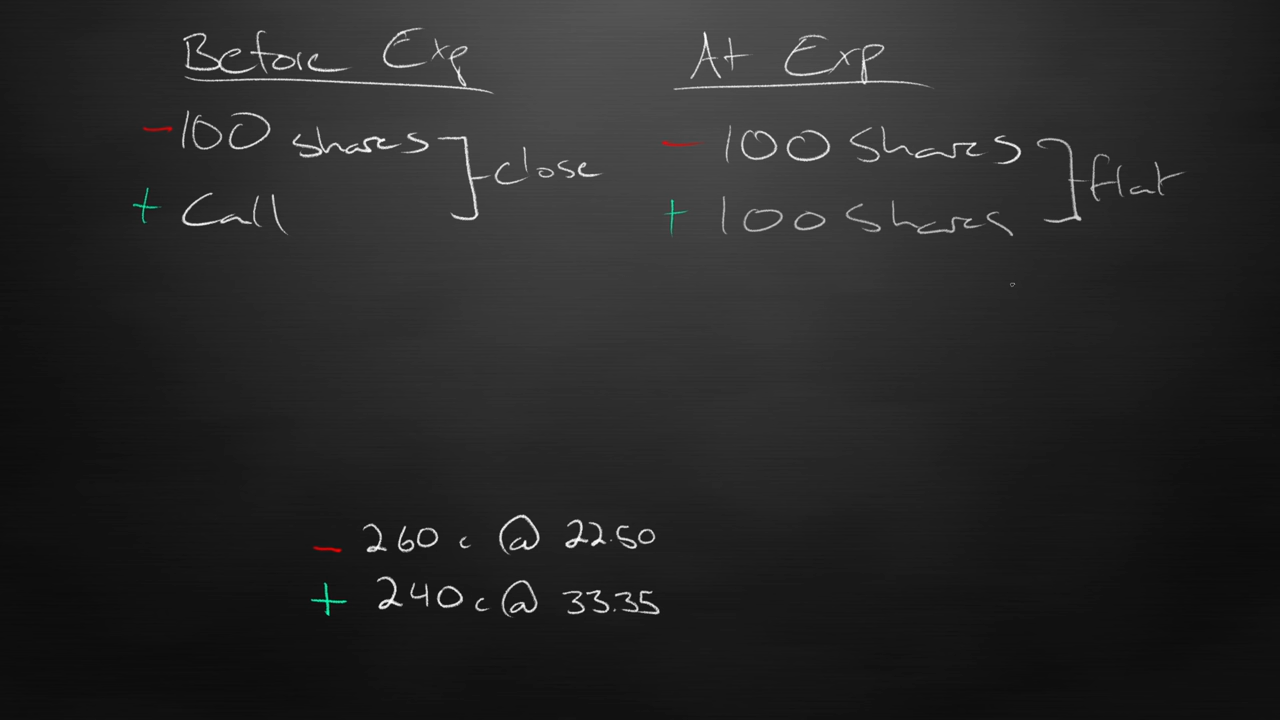 Before Exp
- 100 shares
+ Call
close
At Exp
- 100 shares
+ 100 shares
flat
- 260 c @ 22.50
+ 240 c @ 33.35